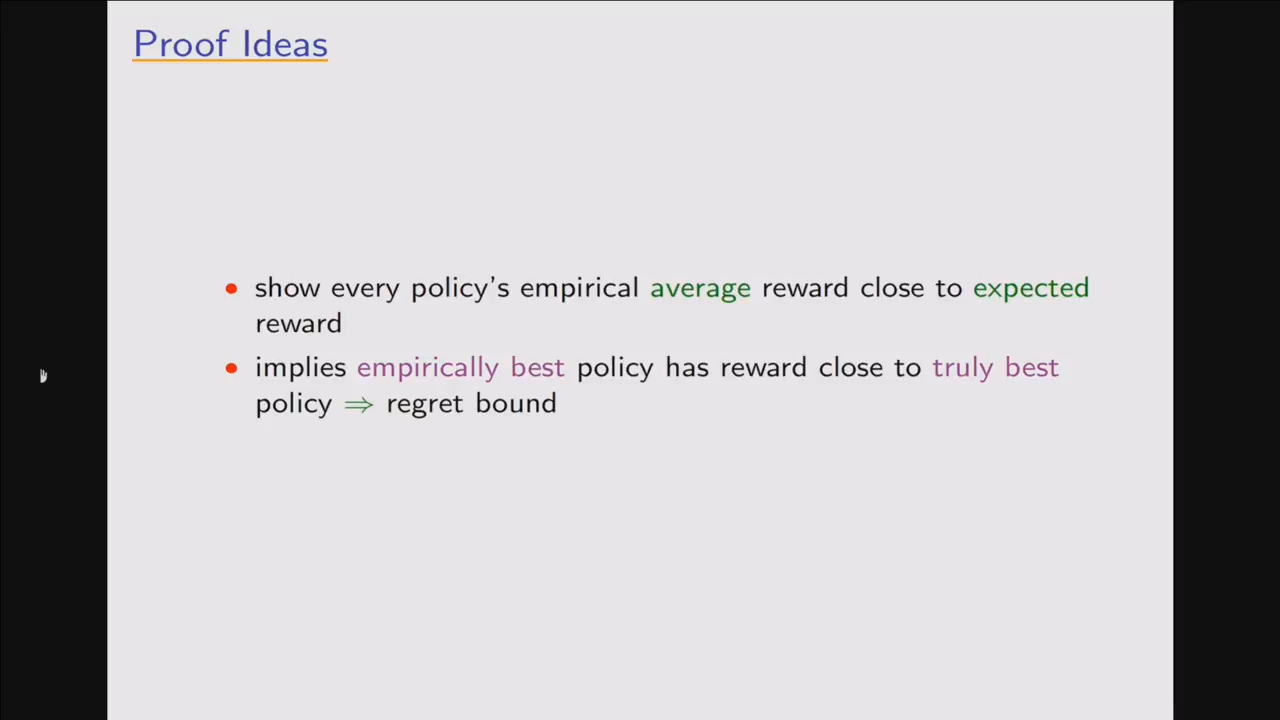 Proof Ideas
• show every policy's empirical average reward close to expected
reward
• implies empirically best policy has reward close to truly best
policy ⇒ regret bound